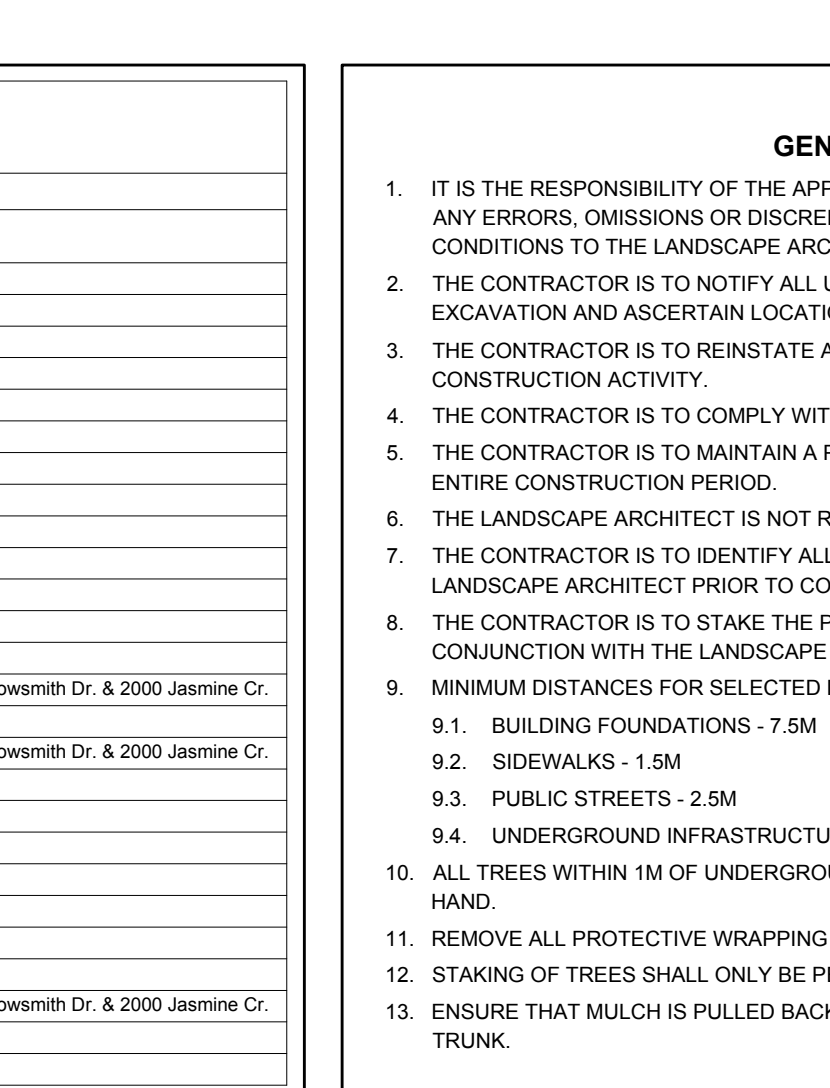 owsmith Dr. & 2000 Jasmine Cr.
owsmith Dr. & 2000 Jasmine Cr.
owsmith Dr. & 2000 Jasmine Cr.
GEN
1. IT IS THE RESPONSIBILITY OF THE APP
ANY ERRORS, OMISSIONS OR DISCRE
CONDITIONS TO THE LANDSCAPE ARC
2. THE CONTRACTOR IS TO NOTIFY ALL U
EXCAVATION AND ASCERTAIN LOCATIO
3. THE CONTRACTOR IS TO REINSTATE A
CONSTRUCTION ACTIVITY.
4. THE CONTRACTOR IS TO COMPLY WIT
5. THE CONTRACTOR IS TO MAINTAIN A
ENTIRE CONSTRUCTION PERIOD.
6. THE LANDSCAPE ARCHITECT IS NOT R
7. THE CONTRACTOR IS TO IDENTIFY ALL
LANDSCAPE ARCHITECT PRIOR TO CO
8. THE CONTRACTOR IS TO STAKE THE P
CONJUNCTION WITH THE LANDSCAPE
9. MINIMUM DISTANCES FOR SELECTED
9.1. BUILDING FOUNDATIONS - 7.5M
9.2. SIDEWALKS - 1.5M
9.3. PUBLIC STREETS - 2.5M
9.4. UNDERGROUND INFRASTRUCTU
10. ALL TREES WITHIN 1M OF UNDERGROU
HAND.
11. REMOVE ALL PROTECTIVE WRAPPING
12. STAKING OF TREES SHALL ONLY BE PE
13. ENSURE THAT MULCH IS PULLED BACK
TRUNK.